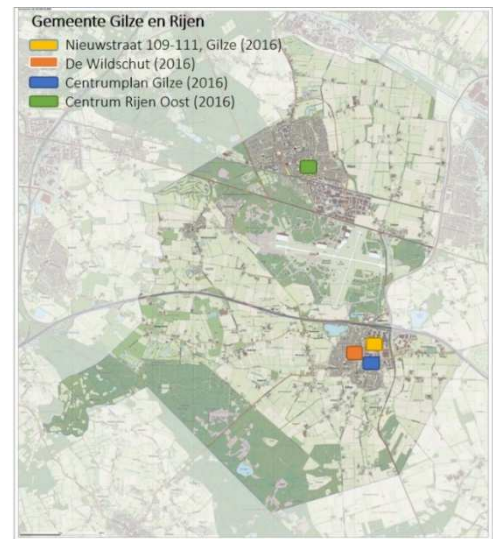 Gemeente Gilze en Rijen
Nieuwstraat 109-111, Gilze (2016)
De Wildschut (2016)
Centrumplan Gilze (2016)
Centrum Rijen Oost (2016)